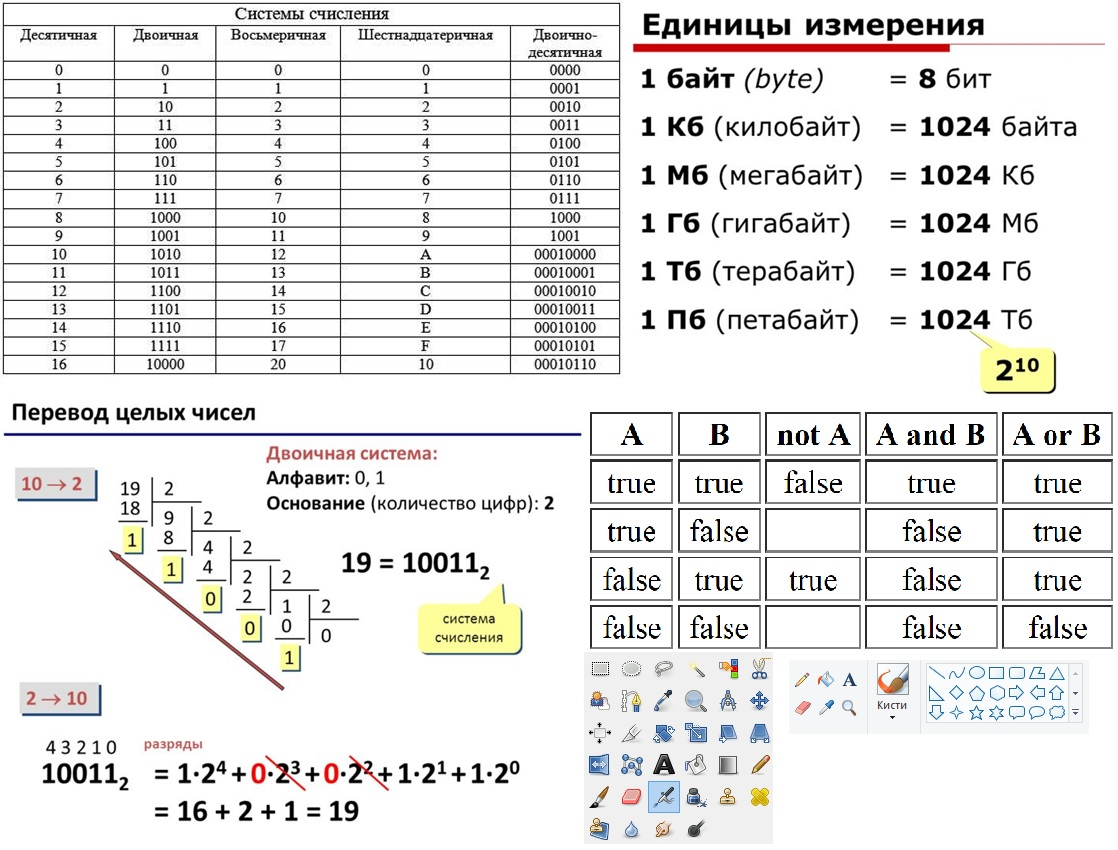 Системы счисления
Десятичная Двоичная Восьмеричная Шестнадцатеричная Двоично-десятичная
0 0 0 0 0000
1 1 1 1 0001
2 10 2 2 0010
3 11 3 3 0011
4 100 4 4 0100
5 101 5 5 0101
6 110 6 6 0110
7 111 7 7 0111
8 1000 10 8 1000
9 1001 11 9 1001
10 1010 12 A 00010000
11 1011 13 B 00010001
12 1100 14 C 00010010
13 1101 15 D 00010011
14 1110 16 E 00010100
15 1111 17 F 00010101
16 10000 20 10 00010110
Единицы измерения
1 байт (byte) = 8 бит
1 Кб (килобайт) = 1024 байта
1 Мб (мегабайт) = 1024 Кб
1 Гб (гигабайт) = 1024 Мб
1 Тб (терабайт) = 1024 Гб
1 Пб (петабайт) = 1024 Тб
2¹⁰
Перевод целых чисел
10 → 2
19 2
18 9 2
1 8 4 2
1 4 2 2
0 2 1 2
0 0 0
1
Двоичная система:
Алфавит: 0, 1
Основание (количество цифр): 2
19 = 10011₂
система
счисления
2 → 10
4 3 2 1 0 разряды
10011₂ = 1·2⁴ + 0·2³ + 0·2² + 1·2¹ + 1·2⁰
= 16 + 2 + 1 = 19
A B not A A and B A or B
true true false true true
true false false true
false true true false true
false false false false
Кисти